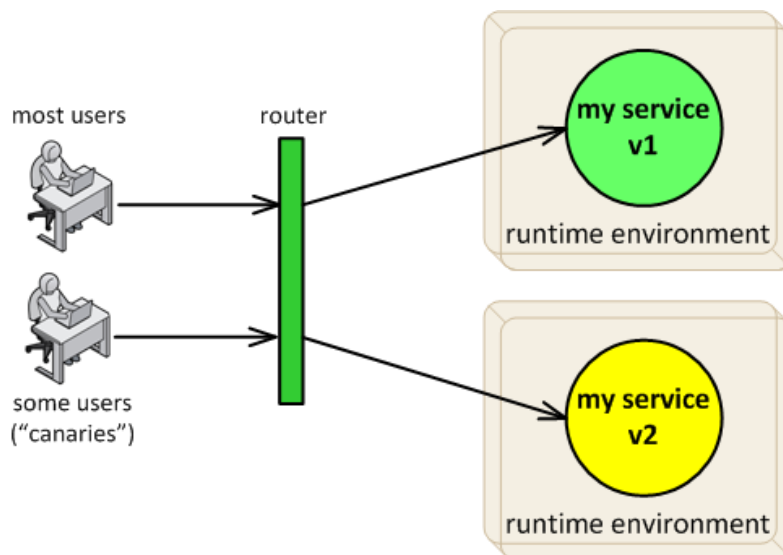 most users
router
my service
v1
runtime environment
some users
(“canaries”)
my service
v2
runtime environment